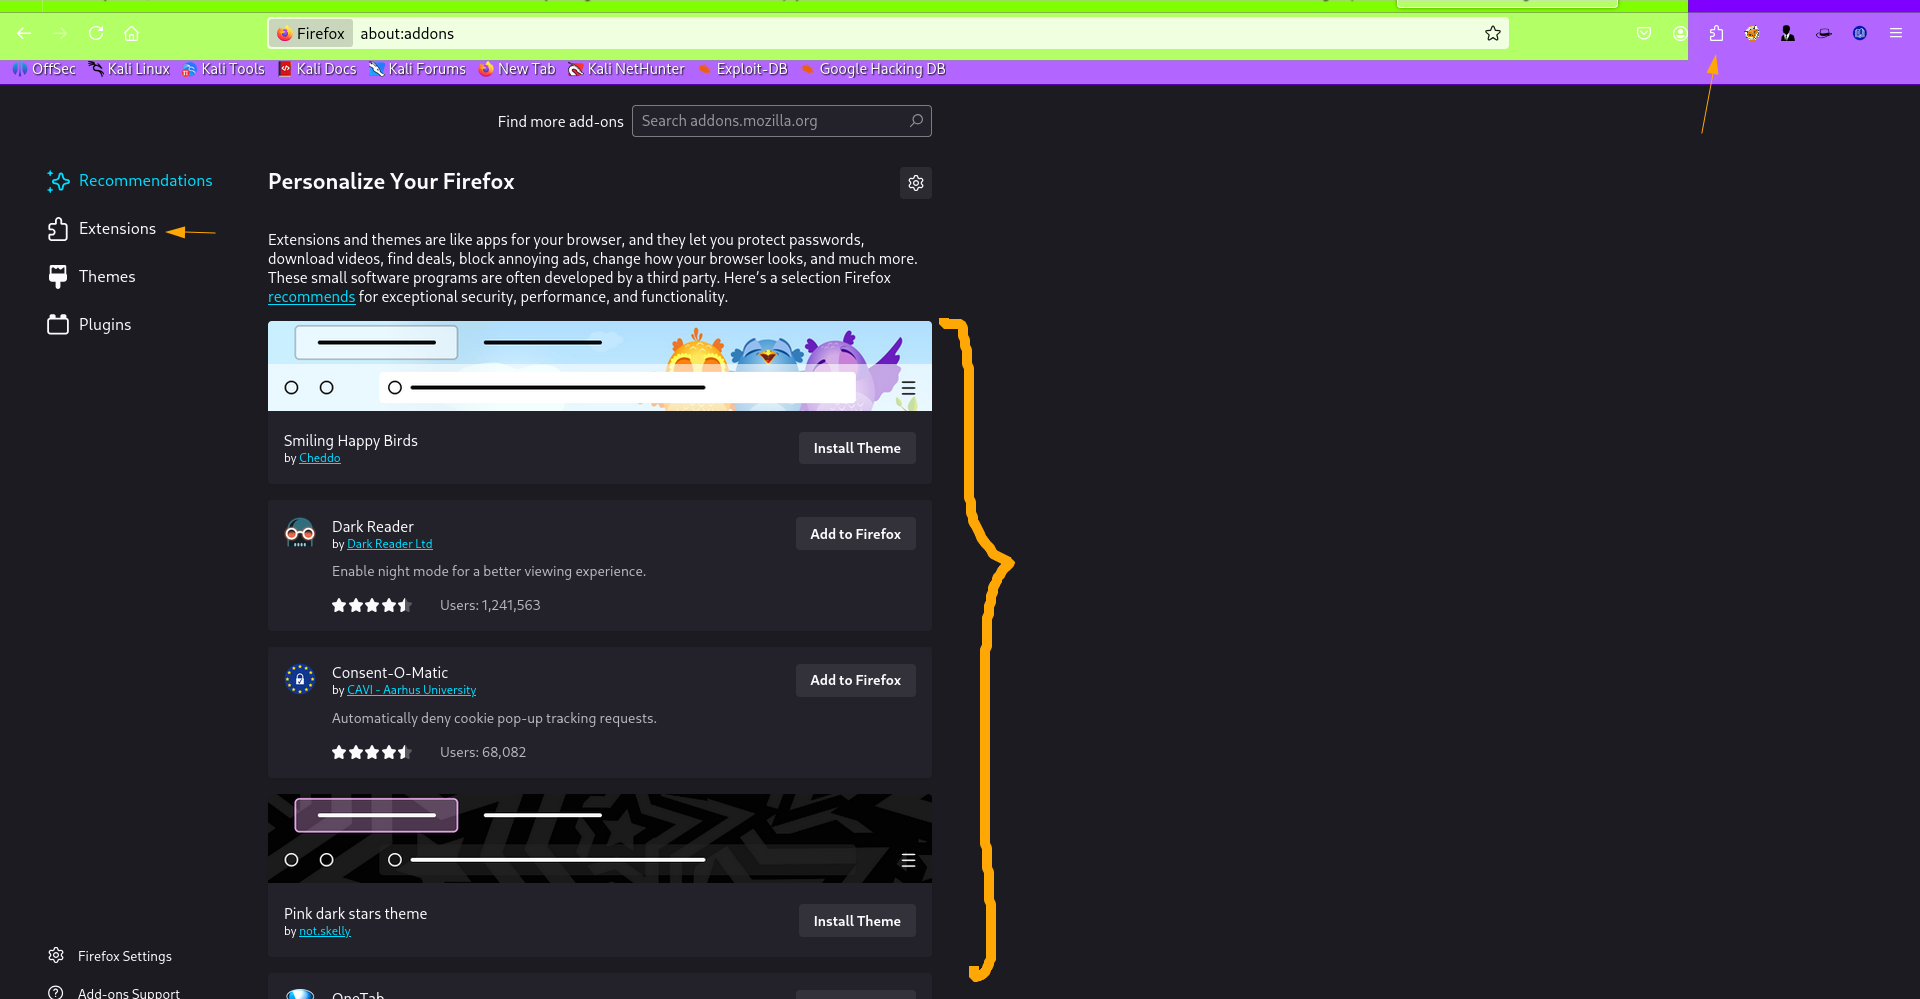 Firefox about:addons
OffSec Kali Linux Kali Tools Kali Docs Kali Forums New Tab Kali NetHunter Exploit-DB Google Hacking DB
Find more add-ons Search addons.mozilla.org
Recommendations
Extensions
Themes
Plugins
Personalize Your Firefox
Extensions and themes are like apps for your browser, and they let you protect passwords,
download videos, find deals, block annoying ads, change how your browser looks, and much more.
These small software programs are often developed by a third party. Here’s a selection Firefox
recommends for exceptional security, performance, and functionality.
Smiling Happy Birds
by Cheddo
Install Theme
Dark Reader
by Dark Reader Ltd
Add to Firefox
Enable night mode for a better viewing experience.
Users: 1,241,563
Consent-O-Matic
by CAVI - Aarhus University
Add to Firefox
Automatically deny cookie pop-up tracking requests.
Users: 68,082
Pink dark stars theme
by not.skelly
Install Theme
OneTab
Firefox Settings
Add-ons Support